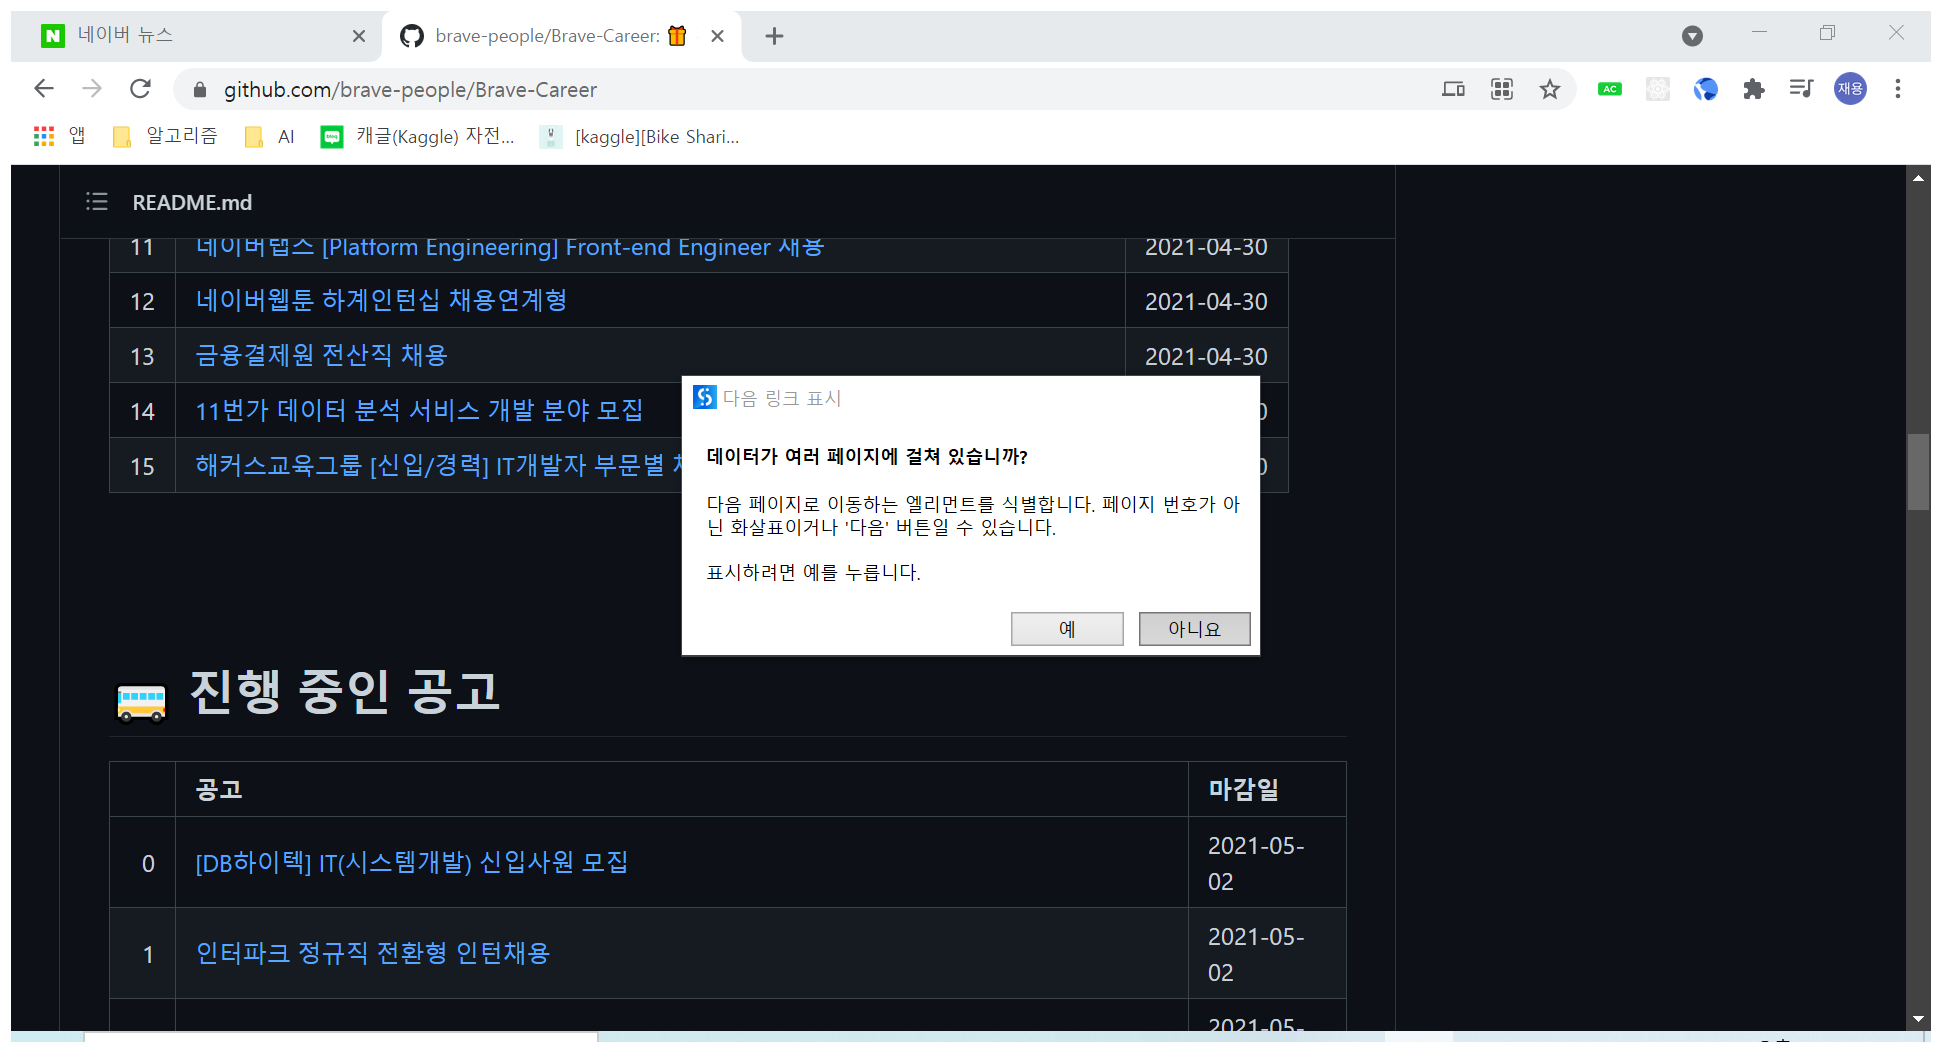 네이버 뉴스
brave-people/Brave-Career:
github.com/brave-people/Brave-Career
AC
재용
앱
알고리즘
AI
캐글(Kaggle) 자전...
[kaggle][Bike Shari...
README.md
11 네이버랩스 [Platform Engineering] Front-end Engineer 채용 2021-04-30
12 네이버웹툰 하계인턴십 채용연계형 2021-04-30
13 금융결제원 전산직 채용 2021-04-30
14 11번가 데이터 분석 서비스 개발 분야 모집 0
15 해커스교육그룹 [신입/경력] IT개발자 부문별 0
다음 링크 표시
데이터가 여러 페이지에 걸쳐 있습니까?
다음 페이지로 이동하는 엘리먼트를 식별합니다. 페이지 번호가 아
닌 화살표이거나 '다음' 버튼일 수 있습니다.
표시하려면 예를 누릅니다.
예
아니요
진행 중인 공고
공고 마감일
0 [DB하이텍] IT(시스템개발) 신입사원 모집 2021-05-
02
1 인터파크 정규직 전환형 인턴채용 2021-05-
02
2021-05-